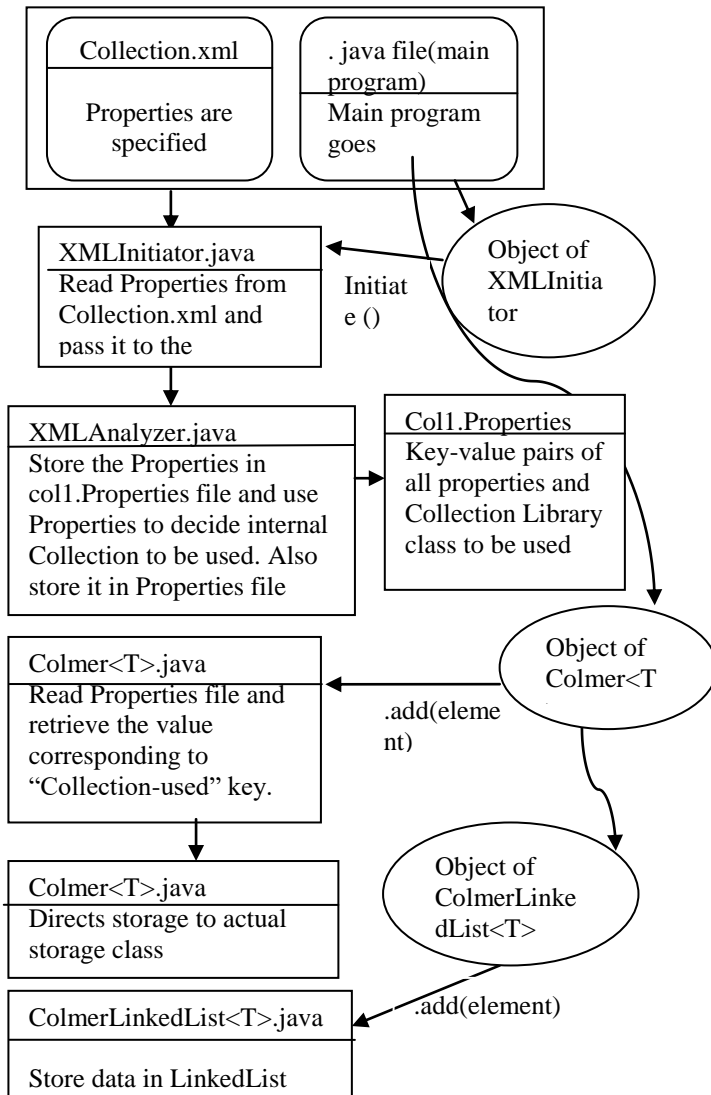 Collection.xml
Properties are
specified
. java file(main
program)
Main program
goes
XMLInitiator.java
Read Properties from
Collection.xml and
pass it to the
Initiat
e ()
Object of
XMLInitia
tor
XMLAnalyzer.java
Store the Properties in
col1.Properties file and use
Properties to decide internal
Collection to be used. Also
store it in Properties file
Col1.Properties
Key-value pairs of
all properties and
Collection Library
class to be used
Colmer<T>.java
Read Properties file and
retrieve the value
corresponding to
“Collection-used” key.
.add(eleme
nt)
Object of
Colmer<T
Colmer<T>.java
Directs storage to actual
storage class
Object of
ColmerLinke
dList<T>
ColmerLinkedList<T>.java
Store data in LinkedList
.add(element)